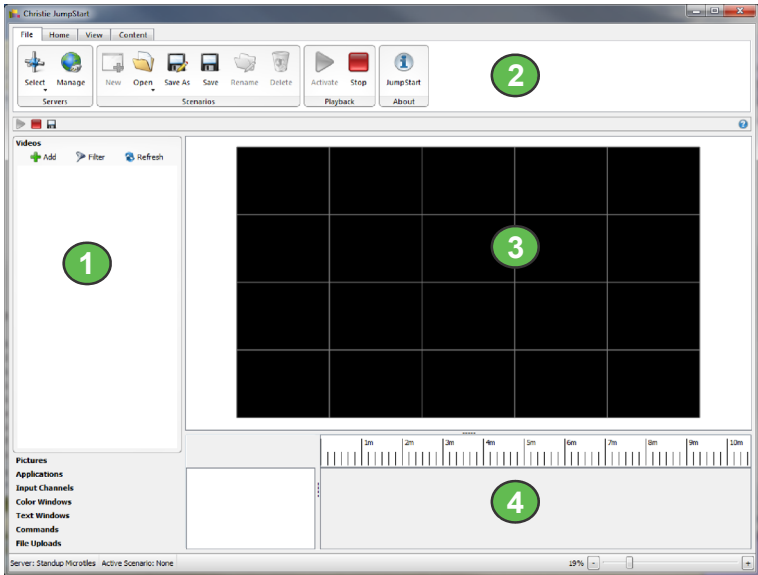 Christie JumpStart
File Home View Content
Select Manage New Open Save As Save Rename Delete Activate Stop JumpStart
Servers Scenarios Playback About
2
Videos
Add Filter Refresh
1
3
Pictures
Applications
Input Channels
Color Windows
Text Windows
Commands
File Uploads
1m 2m 3m 4m 5m 6m 7m 8m 9m 10m
4
Server: Standup Microtiles Active Scenario: None
19% - +